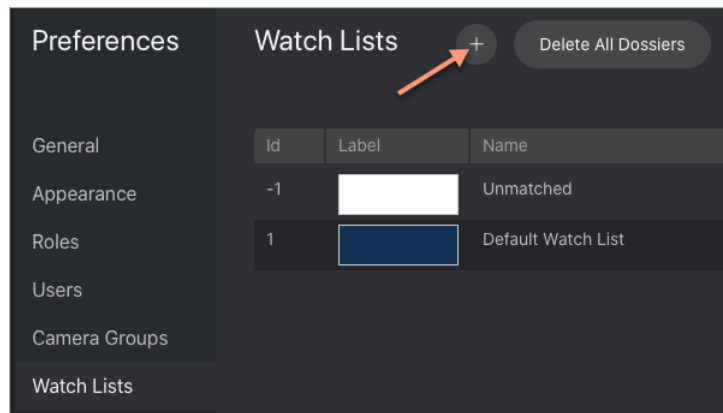 Preferences
General
Appearance
Roles
Users
Camera Groups
Watch Lists
Watch Lists + Delete All Dossiers
Id Label Name
-1 Unmatched
1 Default Watch List